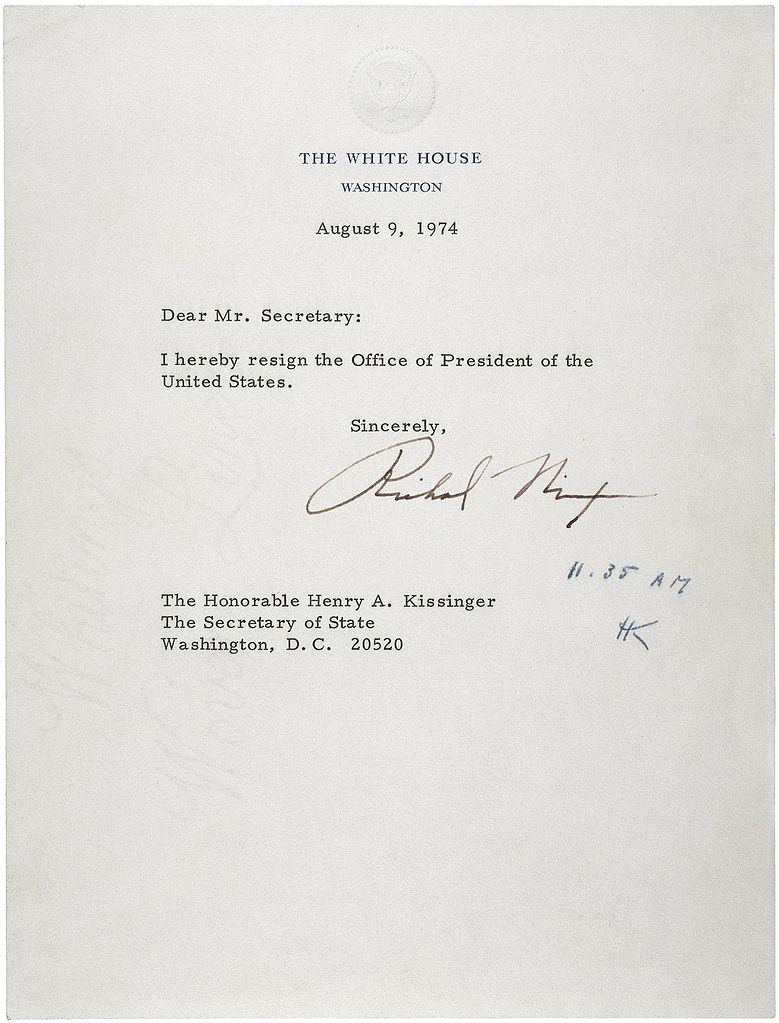 THE WHITE HOUSE
WASHINGTON
August 9, 1974
Dear Mr. Secretary:
I hereby resign the Office of President of the
United States.
Sincerely,
Richard Nixon
11.35 AM
HK
The Honorable Henry A. Kissinger
The Secretary of State
Washington, D.C. 20520